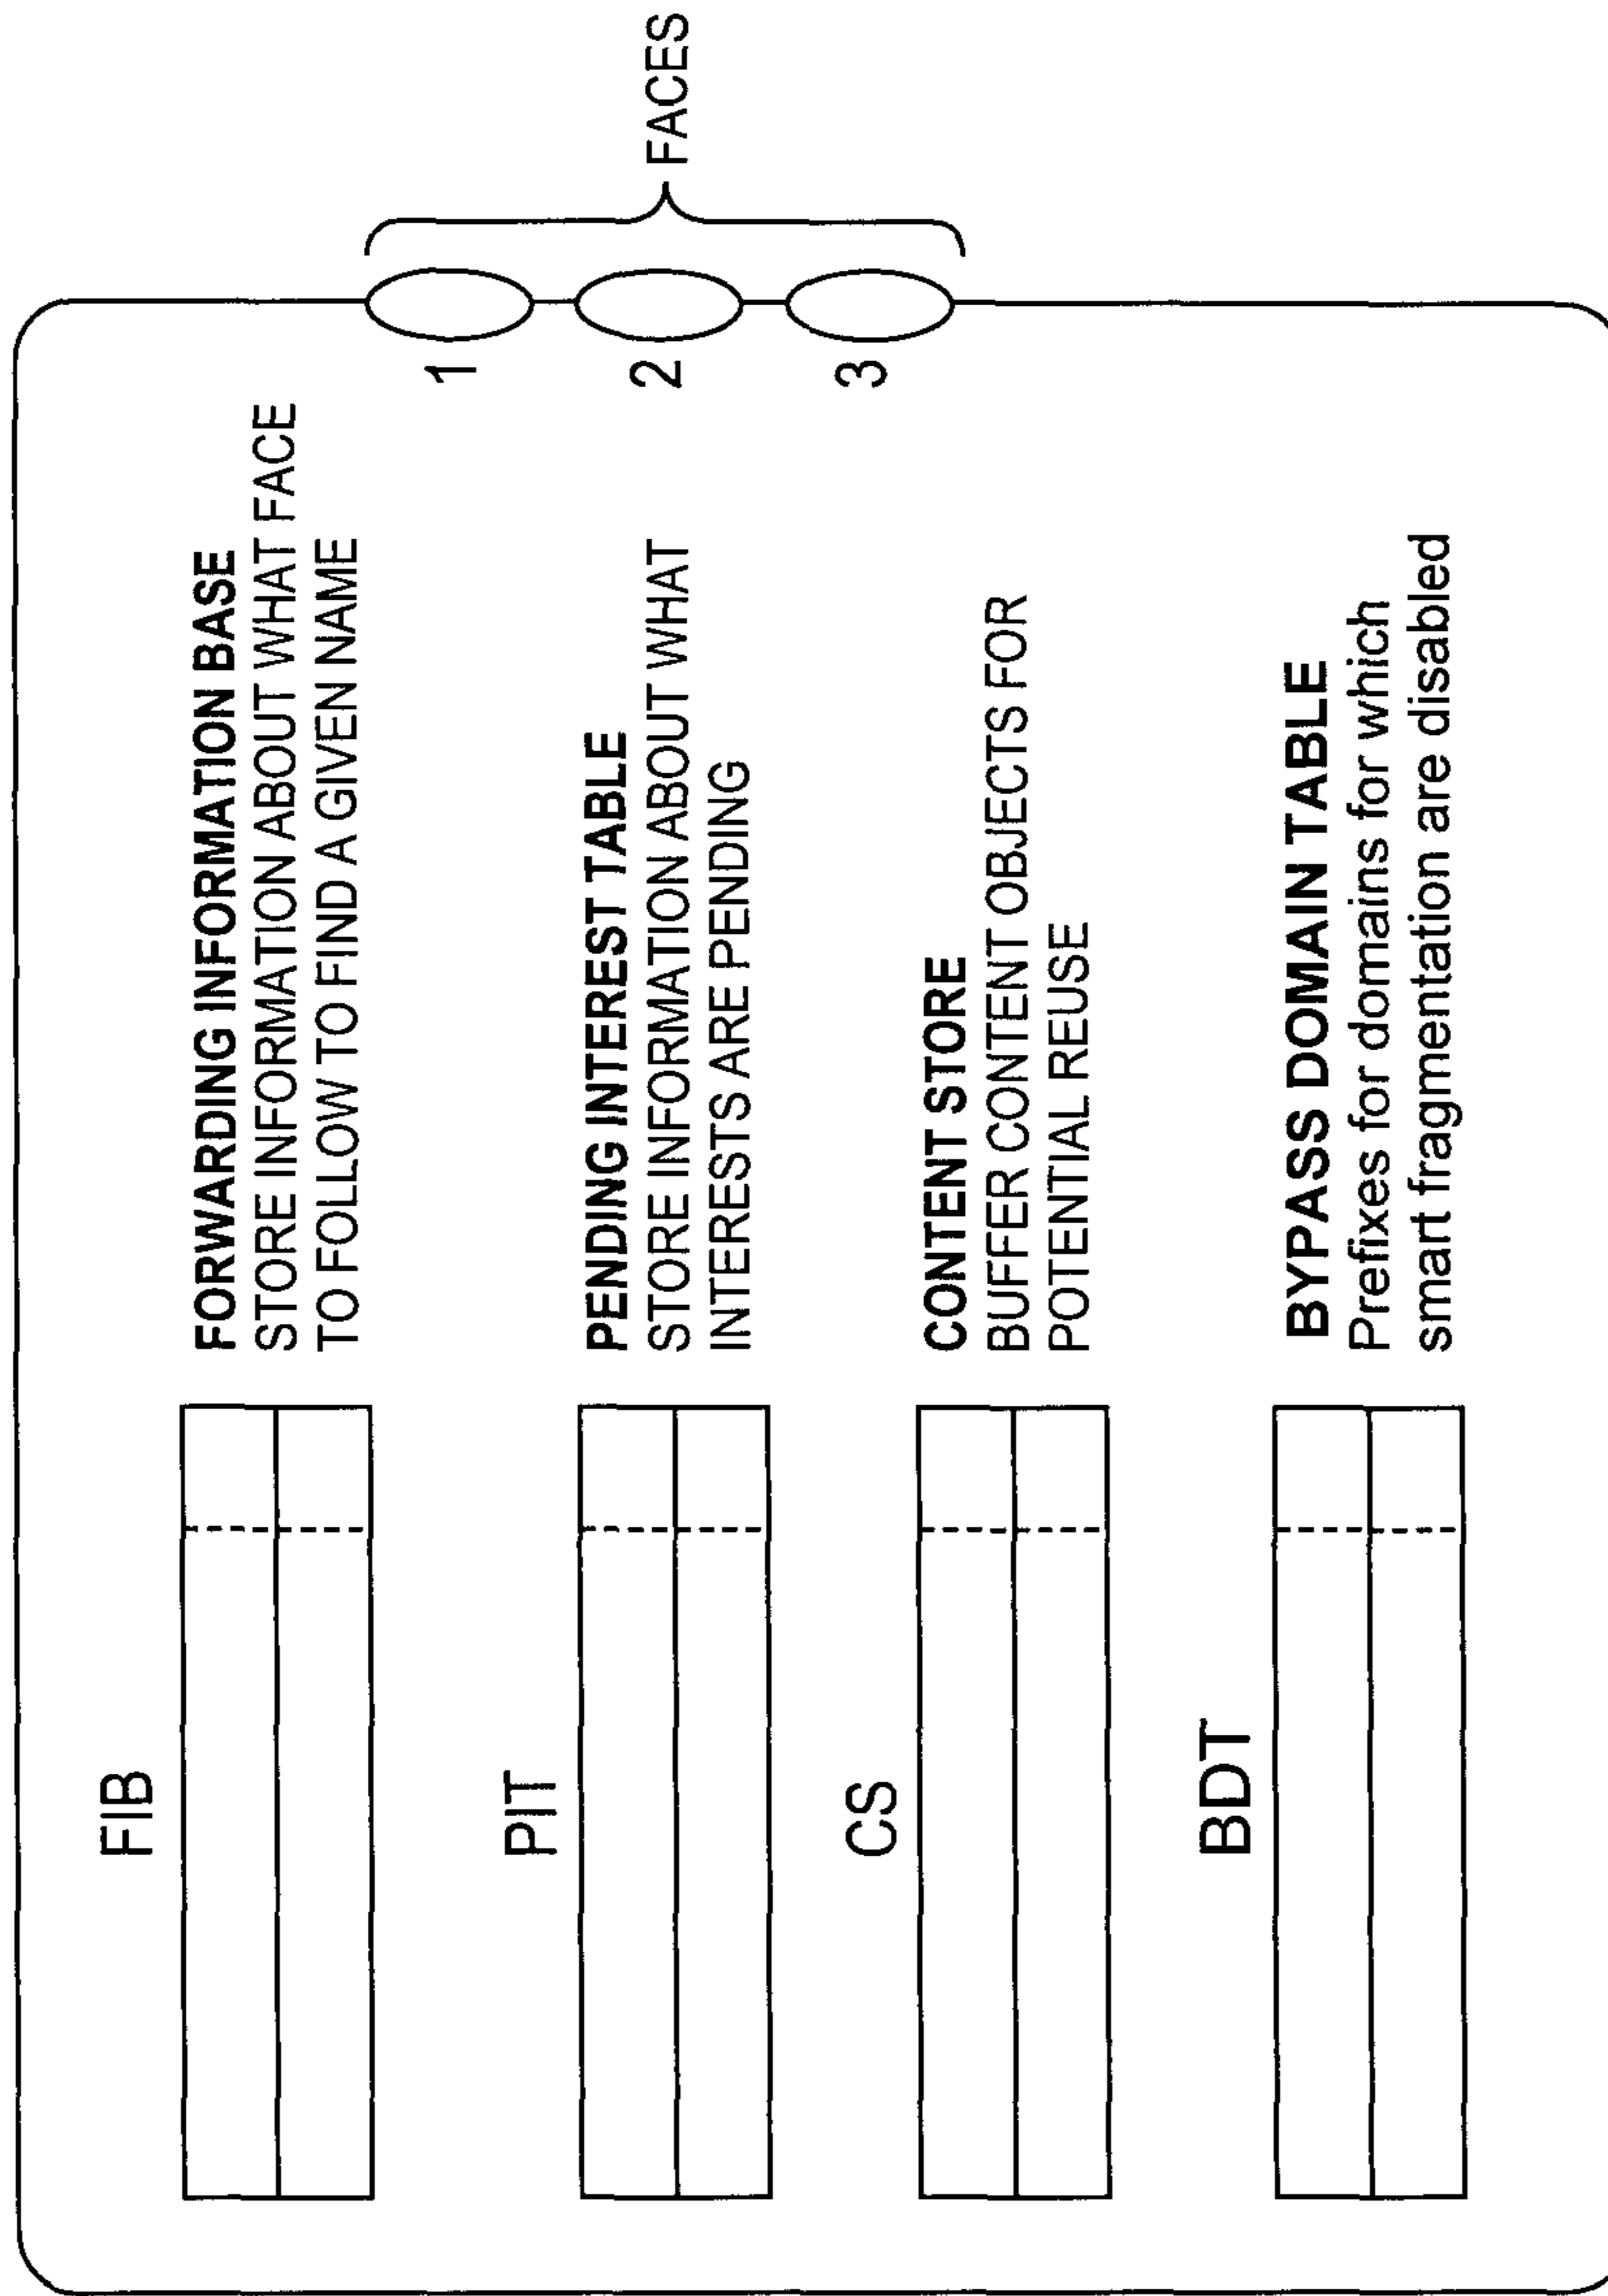 FIB
FORWARDING INFORMATION BASE
STORE INFORMATION ABOUT WHAT FACE
TO FOLLOW TO FIND A GIVEN NAME
PIT
PENDING INTEREST TABLE
STORE INFORMATION ABOUT WHAT
INTERESTS ARE PENDING
CS
CONTENT STORE
BUFFER CONTENT OBJECTS FOR
POTENTIAL REUSE
BDT
BYPASS DOMAIN TABLE
Prefixes for domains for which
smart fragmentation are disabled
1
2
3
FACES